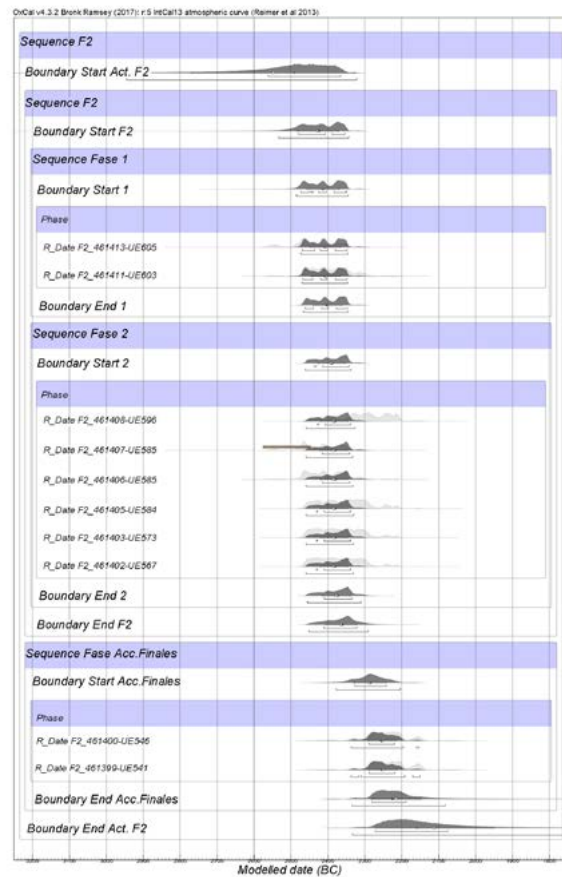 OxCal v4.3.2 Bronk Ramsey (2017); r:5 IntCal13 atmospheric curve (Reimer et al 2013)
Sequence F2
Boundary Start Act. F2
Sequence F2
Boundary Start F2
Sequence Fase 1
Boundary Start 1
Phase
R_Date F2_461413-UE605
R_Date F2_461411-UE603
Boundary End 1
Sequence Fase 2
Boundary Start 2
Phase
R_Date F2_461408-UE596
R_Date F2_461407-UE585
R_Date F2_461406-UE585
R_Date F2_461405-UE584
R_Date F2_461403-UE573
R_Date F2_461402-UE567
Boundary End 2
Boundary End F2
Sequence Fase Acc.Finales
Boundary Start Acc.Finales
Phase
R_Date F2_461400-UE546
R_Date F2_461399-UE541
Boundary End Acc.Finales
Boundary End Act. F2
Modelled date (BC)